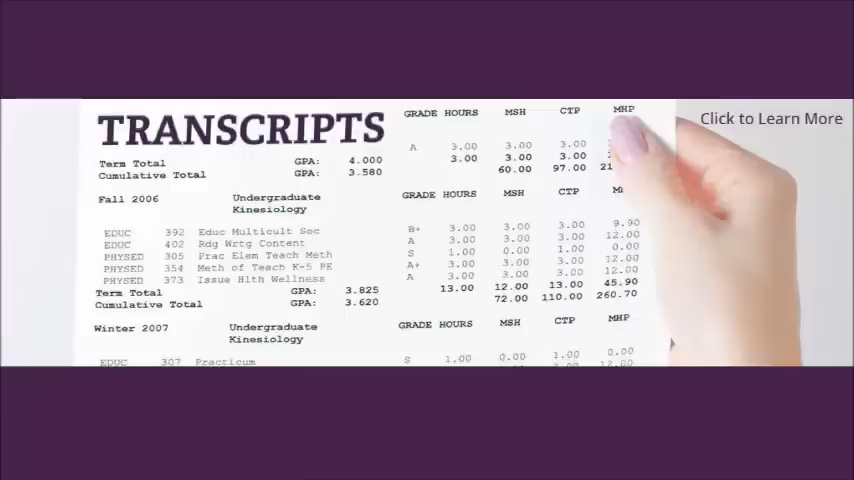 TRANSCRIPTS
Click to Learn More
GRADE HOURS MSH CTP MHP
A 3.00 3.00 3.00
Term Total GPA: 4.000 3.00 3.00 3.00
Cumulative Total GPA: 3.580 60.00 97.00
Fall 2006 Undergraduate Kinesiology GRADE HOURS MSH CTP
EDUC 392 Educ Multicult Soc B+ 3.00 3.00 3.00 9.90
EDUC 402 Rdg Wrtg Content A 3.00 3.00 3.00 12.00
PHYSED 305 Prac Elem Teach Meth S 1.00 0.00 1.00 0.00
PHYSED 354 Meth of Teach K-5 PE A+ 3.00 3.00 3.00 12.00
PHYSED 373 Issue Hlth Wellness A 3.00 3.00 3.00 12.00
Term Total GPA: 3.825 13.00 12.00 13.00 45.90
Cumulative Total GPA: 3.620 72.00 110.00 260.70
Winter 2007 Undergraduate Kinesiology GRADE HOURS MSH CTP MHP
EDUC 307 Practicum S 1.00 0.00 1.00 0.00
12.00